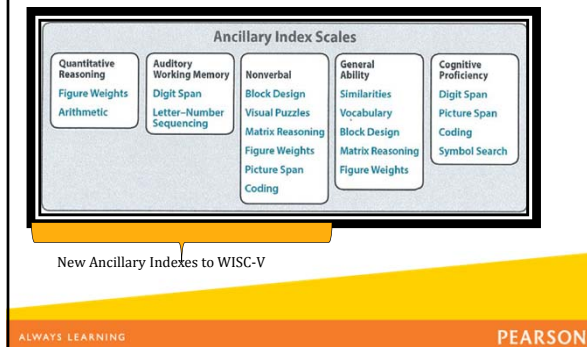 Ancillary Index Scales
Quantitative
Reasoning
Figure Weights
Arithmetic
Auditory
Working Memory
Digit Span
Letter–Number
Sequencing
Nonverbal
Block Design
Visual Puzzles
Matrix Reasoning
Figure Weights
Picture Span
Coding
General
Ability
Similarities
Vocabulary
Block Design
Matrix Reasoning
Figure Weights
Cognitive
Proficiency
Digit Span
Picture Span
Coding
Symbol Search
New Ancillary Indexes to WISC-V
ALWAYS LEARNING
PEARSON